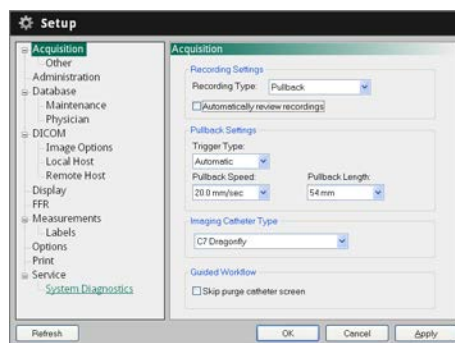 Setup
Acquisition
Other
Administration
Database
Maintenance
Physician
DICOM
Image Options
Local Host
Remote Host
Display
FFR
Measurements
Labels
Options
Print
Service
System Diagnostics
Acquisition
Recording Settings
Recording Type: Pullback
Automatically review recordings
Pullback Settings
Trigger Type:
Automatic
Pullback Speed: Pullback Length:
20.0 mm/sec 54 mm
Imaging Catheter Type
C7 Dragonfly
Guided Workflow
Skip purge catheter screen
Refresh OK Cancel Apply